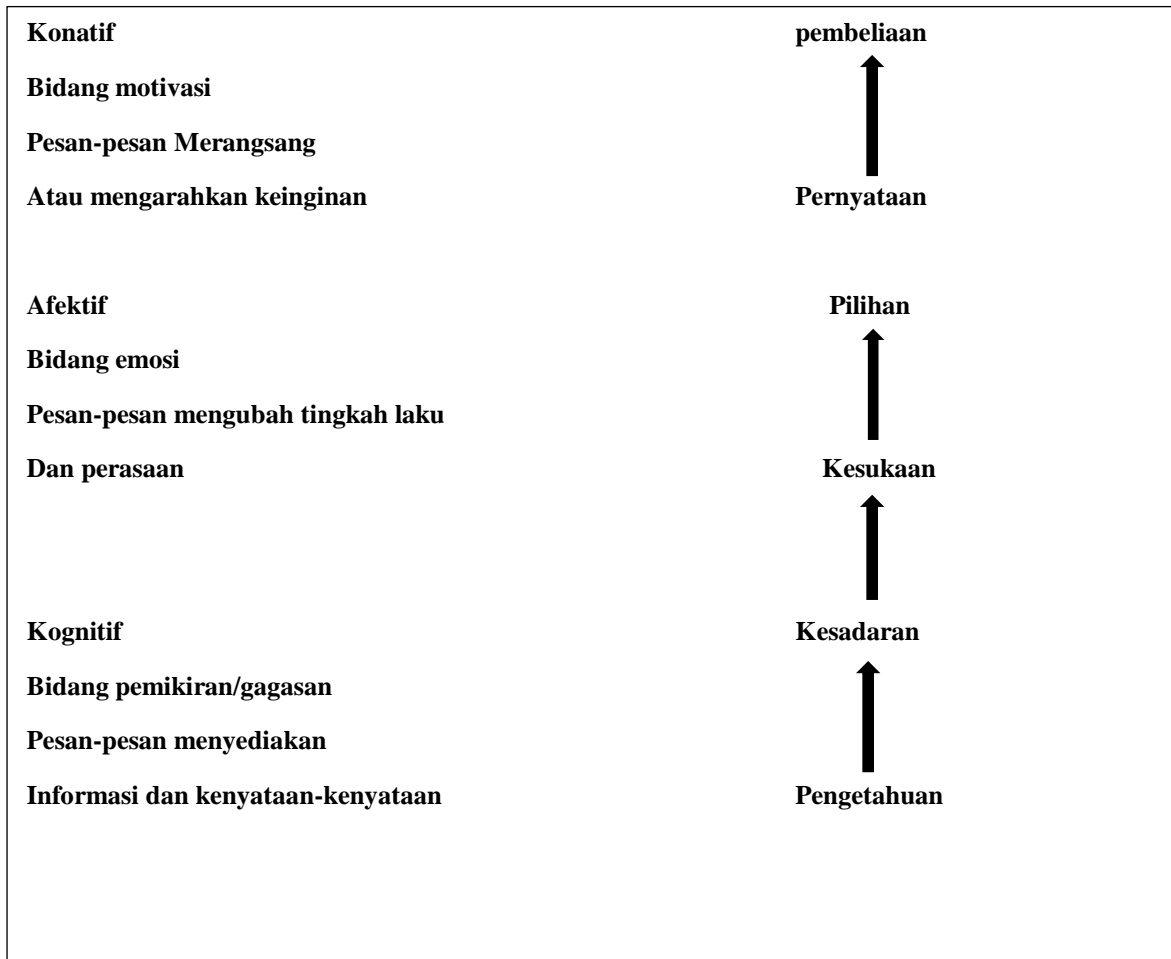 Konatif pembeliaan
Bidang motivasi
Pesan-pesan Merangsang
Atau mengarahkan keinginan Pernyataan
Afektif Pilihan
Bidang emosi
Pesan-pesan mengubah tingkah laku
Dan perasaan Kesukaan
Kognitif Kesadaran
Bidang pemikiran/gagasan
Pesan-pesan menyediakan
Informasi dan kenyataan-kenyataan Pengetahuan